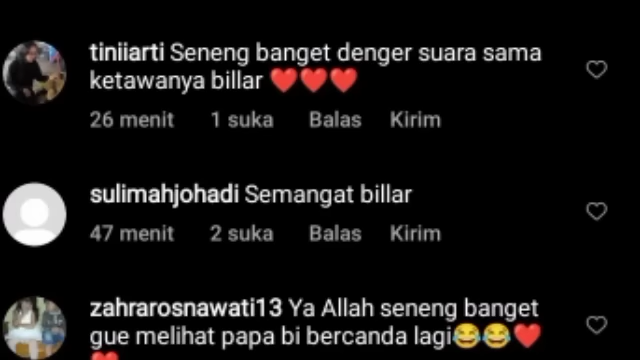 tiniiarti Seneng banget denger suara sama
ketawanya billar ❤️❤️❤️
26 menit 1 suka Balas Kirim
sulimahjohadi Semangat billar
47 menit 2 suka Balas Kirim
zahrarosnawati13 Ya Allah seneng banget
gue melihat papa bi bercanda lagi😂😂❤️
❤️